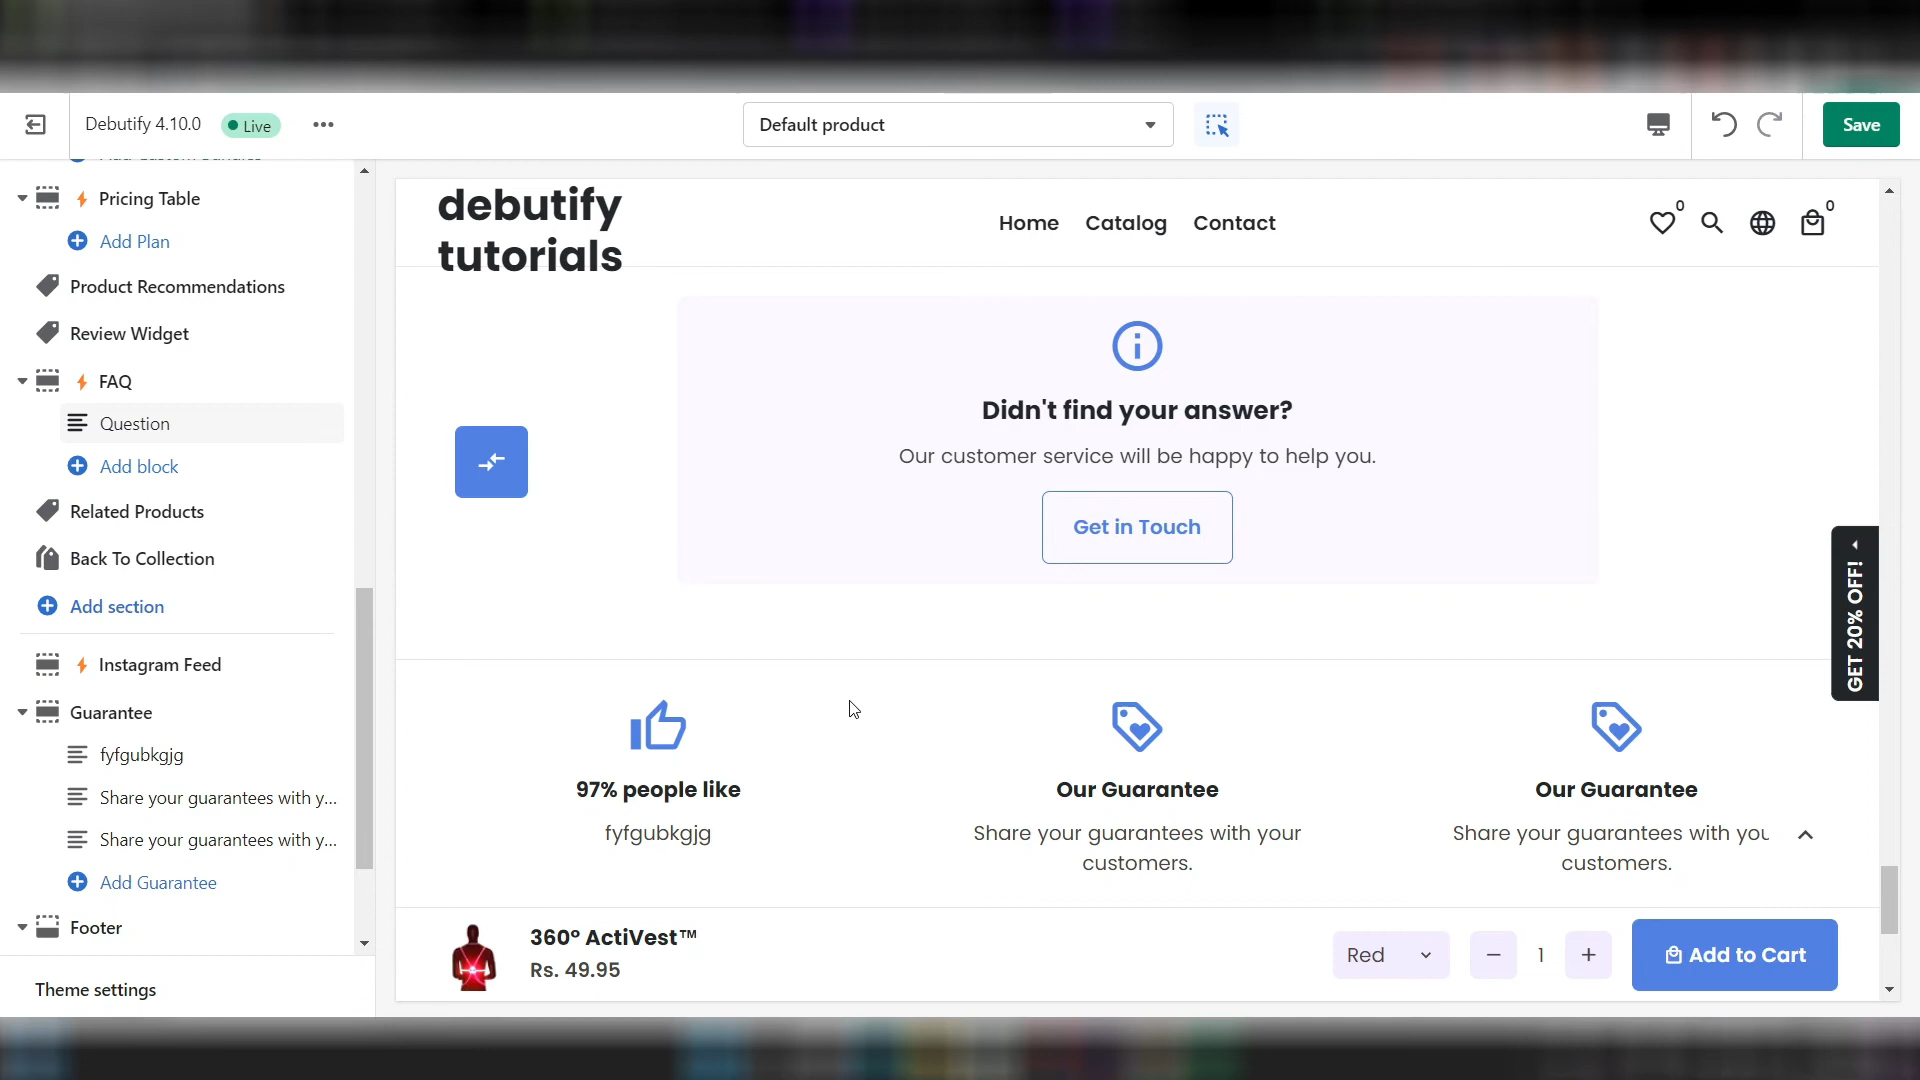 Debutify 4.10.0
Live
Default product
Save
Pricing Table
Add Plan
Product Recommendations
Review Widget
FAQ
Question
Add block
Related Products
Back To Collection
Add section
Instagram Feed
Guarantee
fyfgubkgjg
Share your guarantees with y...
Share your guarantees with y...
Add Guarantee
Footer
Theme settings
debutify
tutorials
Home Catalog Contact
0
0
Didn't find your answer?
Our customer service will be happy to help you.
Get in Touch
GET 20% OFF!
97% people like
fyfgubkgjg
Our Guarantee
Share your guarantees with your
customers.
Our Guarantee
Share your guarantees with you
customers.
360° ActiVest™
Rs. 49.95
Red
1
Add to Cart